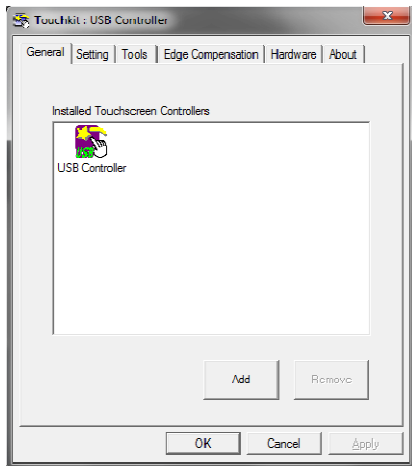 Touchkit : USB Controller
General Setting Tools Edge Compensation Hardware About
Installed Touchscreen Controllers
USB
USB Controller
Add Remove
OK Cancel Apply